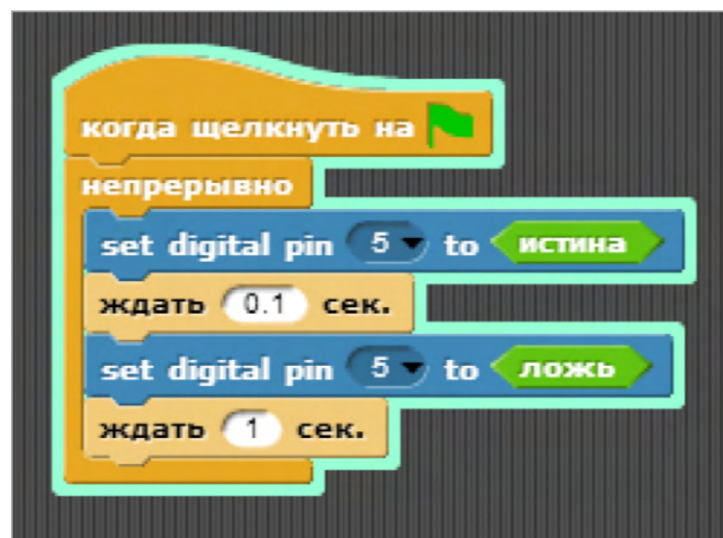 когда щелкнуть на
непрерывно
set digital pin 5 to истина
ждать 0.1 сек.
set digital pin 5 to ложь
ждать 1 сек.